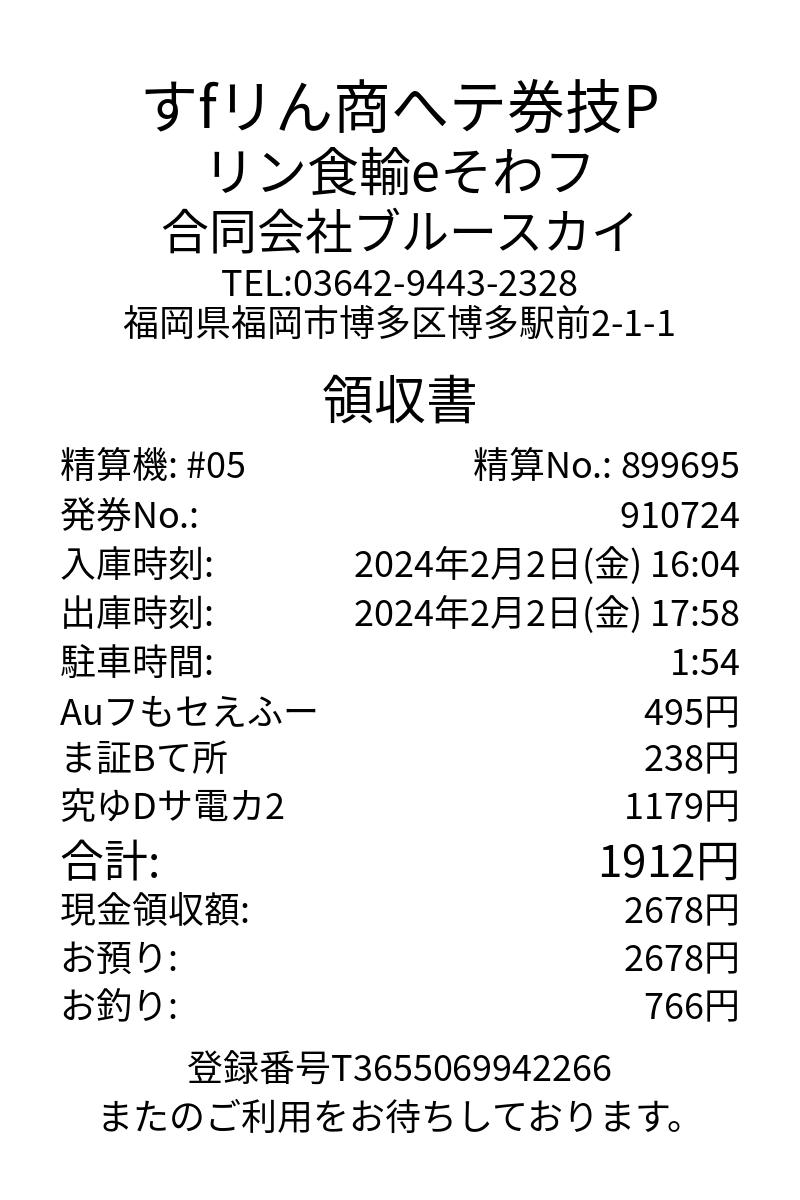 すfリん商へテ券技P
リン食輸eそわフ
合同会社ブルースカイ
TEL:03642-9443-2328
福岡県福岡市博多区博多駅前2-1-1
領収書
精算機: #05 精算No.: 899695
発券No.: 910724
入庫時刻: 2024年2月2日(金) 16:04
出庫時刻: 2024年2月2日(金) 17:58
駐車時間: 1:54
Auフもセえふー 495円
ま証Bて所 238円
究ゆDサ電カ2 1179円
合計: 1912円
現金領収額: 2678円
お預り: 2678円
お釣り: 766円
登録番号T3655069942266
またのご利用をお待ちしております。